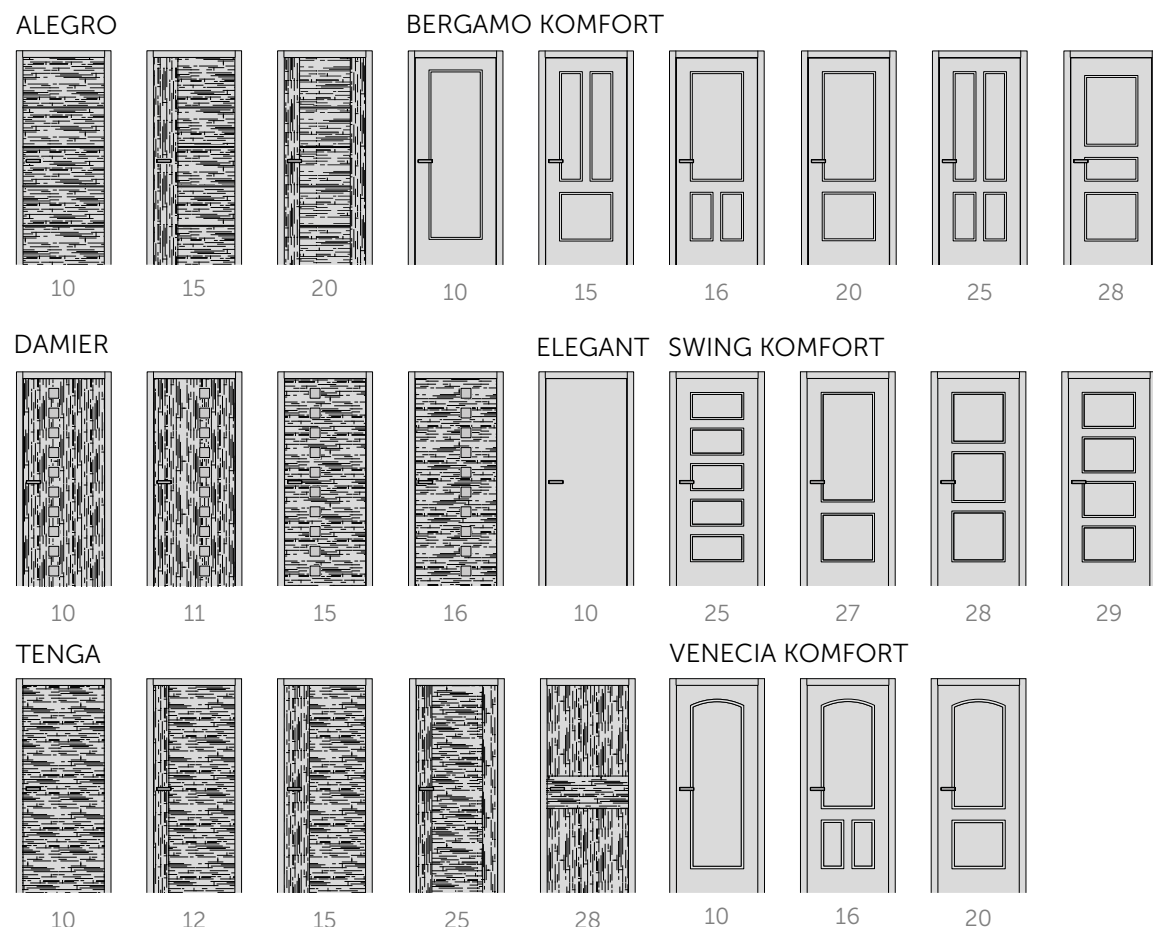 ALEGRO BERGAMO KOMFORT
10 15 20 10 15 16 20 25 28
DAMIER ELEGANT SWING KOMFORT
10 11 15 16 10 25 27 28 29
TENGA VENECIA KOMFORT
10 12 15 25 28 10 16 20